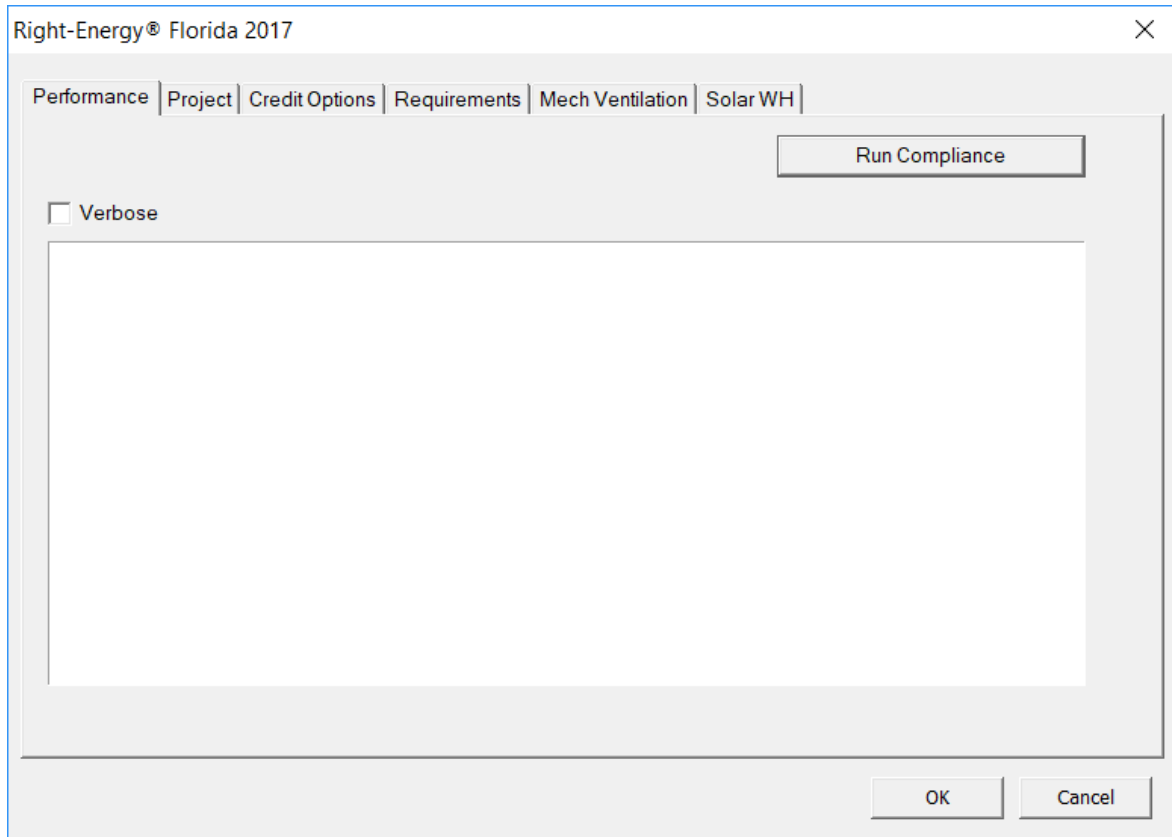 Right-Energy® Florida 2017
Performance Project Credit Options Requirements Mech Ventilation Solar WH
Run Compliance
Verbose
OK Cancel